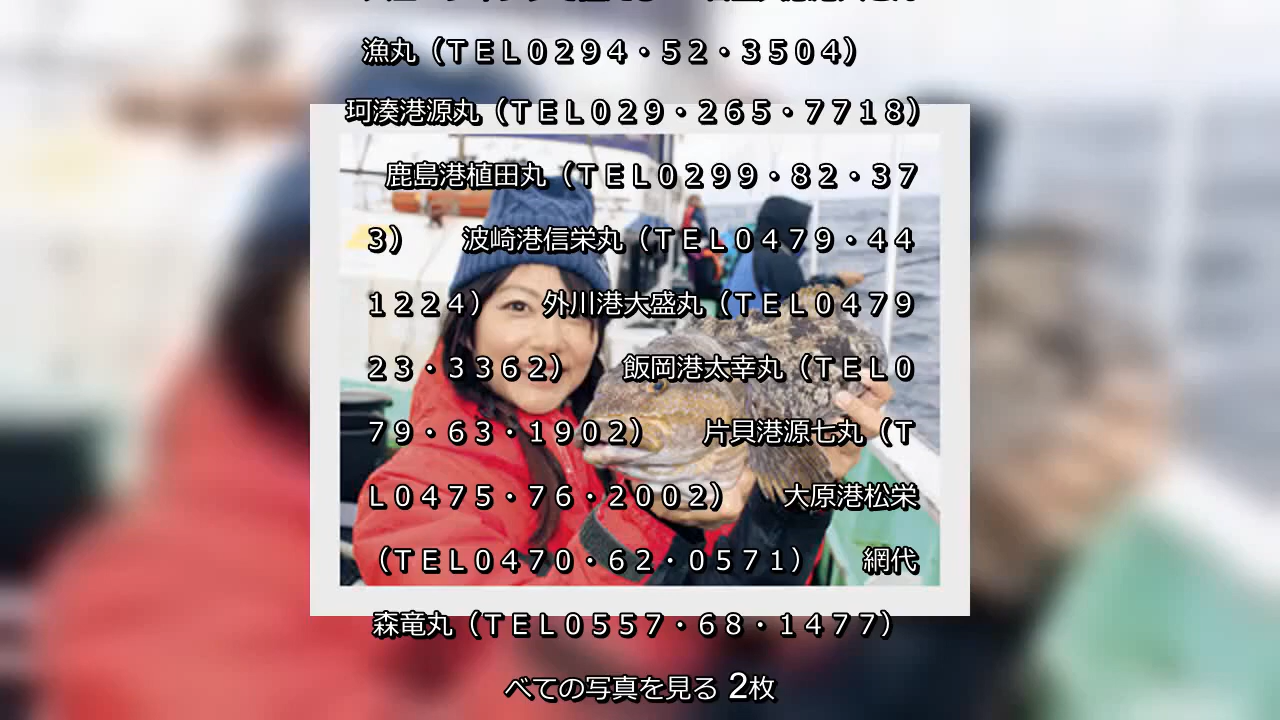 漁丸（ＴＥＬ０２９４・５２・３５０４）
珂湊港源丸（ＴＥＬ０２９・２６５・７７１８）
鹿島港植田丸（ＴＥＬ０２９９・８２・３７
３）　　波崎港信栄丸（ＴＥＬ０４７９・４４
１２２４）　　外川港大盛丸（ＴＥＬ０４７９
２３・３３６２）　　飯岡港太幸丸（ＴＥＬ０
７９・６３・１９０２）　　片貝港源七丸（Ｔ
Ｌ０４７５・７６・２００２）　　大原港松栄
（ＴＥＬ０４７０・６２・０５７１）　　網代
森竜丸（ＴＥＬ０５５７・６８・１４７７）
べての写真を見る 2枚